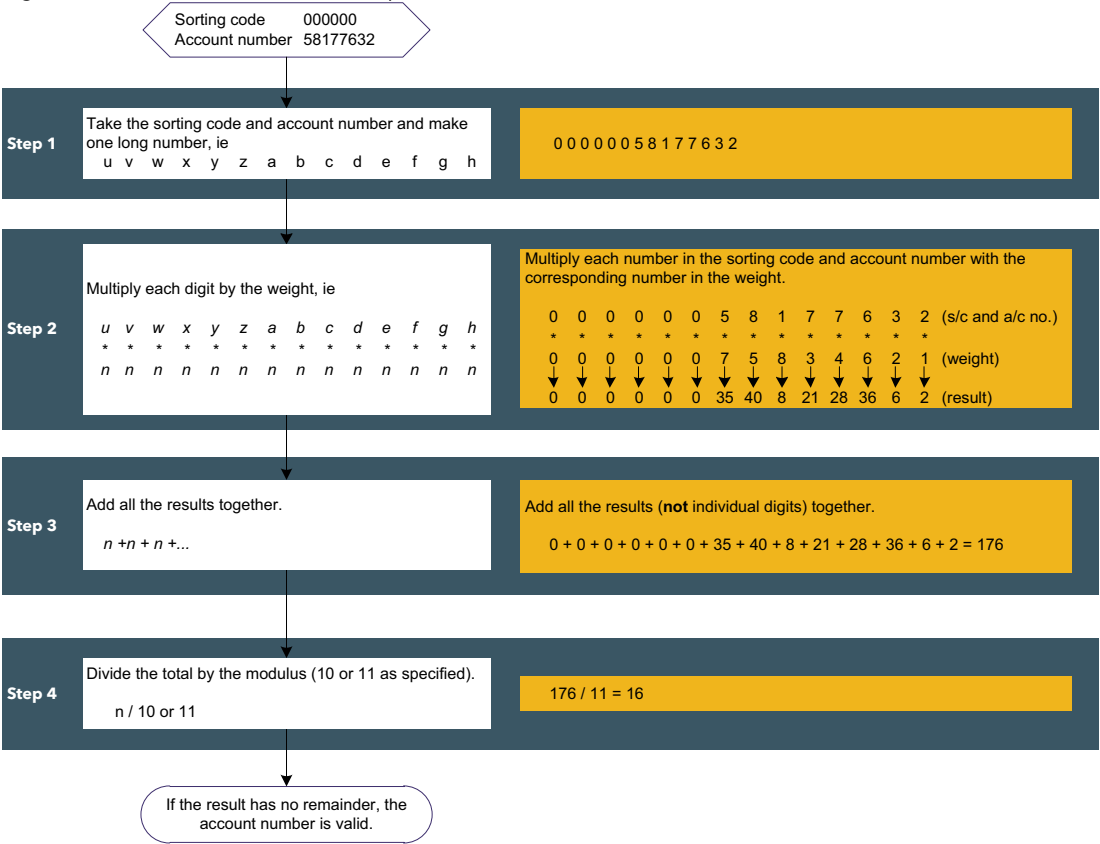 Sorting code 000000
Account number 58177632
Step 1
Take the sorting code and account number and make
one long number, ie
u v w x y z a b c d e f g h
0 0 0 0 0 0 5 8 1 7 7 6 3 2
Step 2
Multiply each digit by the weight, ie
u v w x y z a b c d e f g h
* * * * * * * * * * * * * *
n n n n n n n n n n n n n n
Multiply each number in the sorting code and account number with the
corresponding number in the weight.
0 0 0 0 0 0 5 8 1 7 7 6 3 2 (s/c and a/c no.)
* * * * * * * * * * * * * *
0 0 0 0 0 0 7 5 8 3 4 6 2 1 (weight)
0 0 0 0 0 0 35 40 8 21 28 36 6 2 (result)
Step 3
Add all the results together.
n +n + n +...
Add all the results (not individual digits) together.
0 + 0 + 0 + 0 + 0 + 0 + 35 + 40 + 8 + 21 + 28 + 36 + 6 + 2 = 176
Step 4
Divide the total by the modulus (10 or 11 as specified).
n / 10 or 11
176 / 11 = 16
If the result has no remainder, the
account number is valid.